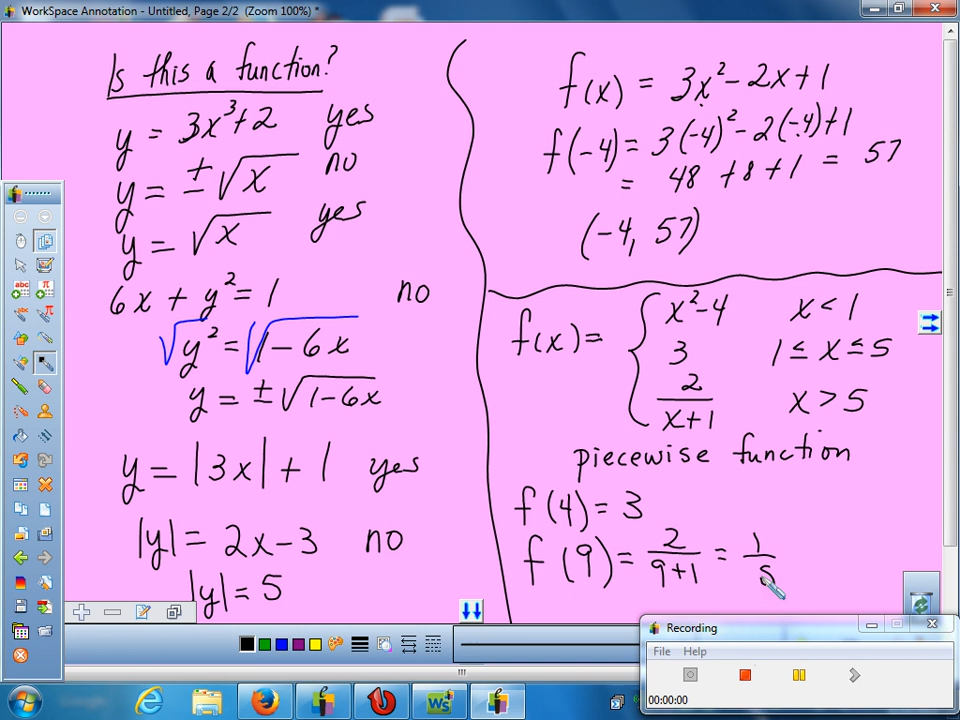 WorkSpace Annotation - Untitled, Page 2/2 (Zoom 100%) *
Is this a function?
y = 3x³+2 yes
y = ±√x no
y = √x yes
6x + y² = 1 no
√y² = √1-6x
y = ±√1-6x
y = |3x| + 1 yes
|y| = 2x-3 no
|y| = 5
f(x) = 3x²-2x+1
f(-4) = 3(-4)²-2(-4)+1
= 48 +8+1 = 57
(-4, 57)
f(x) = { x²-4 x<1
3 1≤x≤5
2/(x+1) x>5
piecewise function
f(4) = 3
f(9) = 2/(9+1) = 1/5
abc
π
abc
π
Recording
File Help
00:00:00
WS